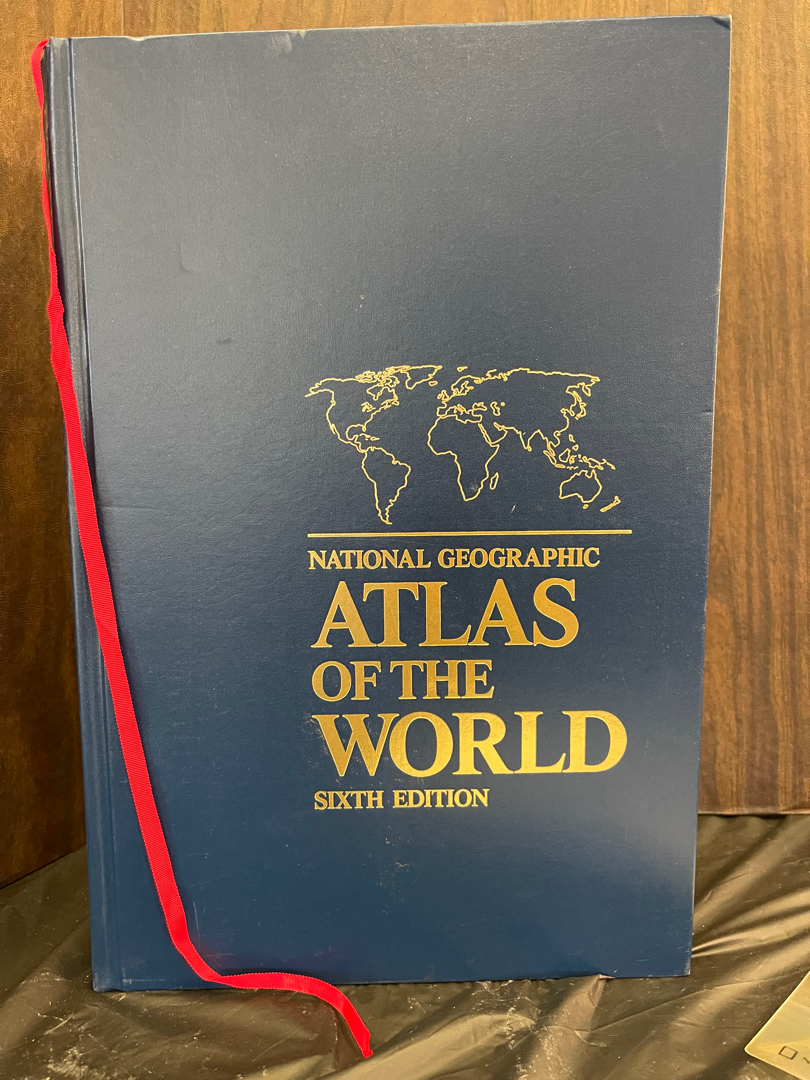 NATIONAL GEOGRAPHIC
ATLAS
OF THE
WORLD
SIXTH EDITION